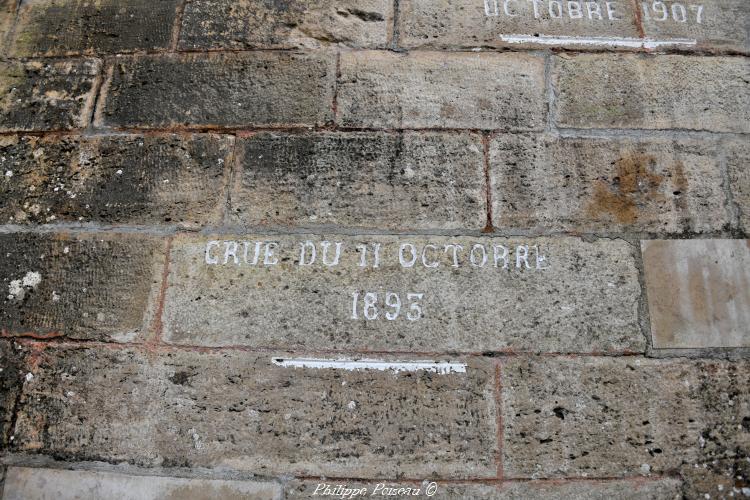 OCTOBRE 1907
CRUE DU 11 OCTOBRE
1893
Philippe Poiseau ©